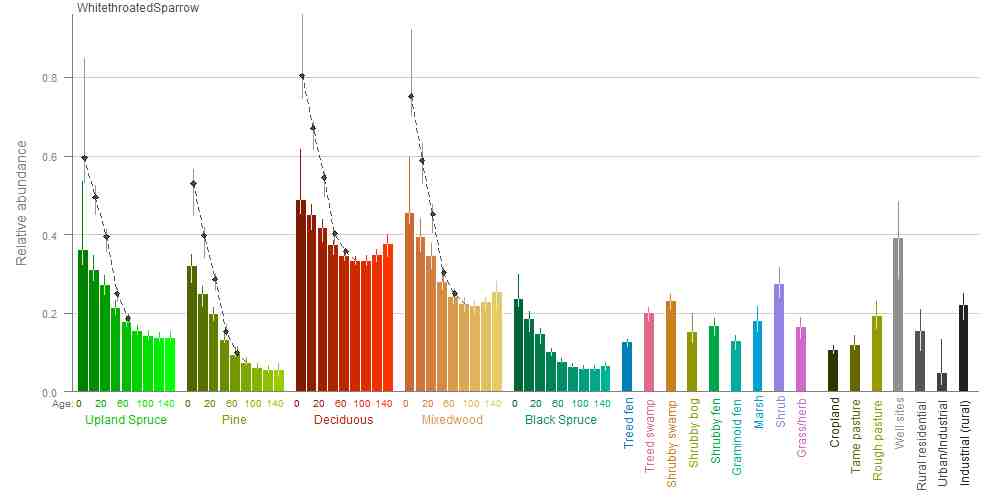 WhitethroatedSparrow
Relative abundance
0.8
0.6
0.4
0.2
0.0
Age: 0 20 60 100 140 0 20 60 100 140 0 20 60 100 140 0 20 60 100 140 0 20 60 100 140
Upland Spruce Pine Deciduous Mixedwood Black Spruce
Treed fen
Treed swamp
Shrubby swamp
Shrubby bog
Shrubby fen
Graminoid fen
Marsh
Shrub
Grass/herb
Cropland
Tame pasture
Rough pasture
Well sites
Rural residential
Urban/Industrial
Industrial (rural)